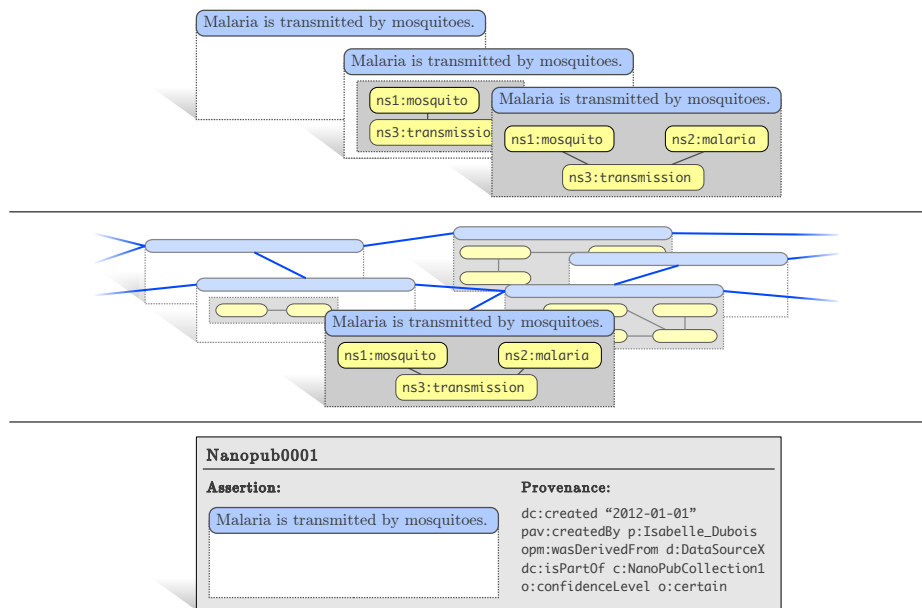 Malaria is transmitted by mosquitoes.
Malaria is transmitted by mosquitoes.
ns1:mosquito
ns3:transmissio
Malaria is transmitted by mosquitoes.
ns1:mosquito ns2:malaria
ns3:transmission
Malaria is transmitted by mosquitoes.
ns1:mosquito ns2:malaria
ns3:transmission
Nanopub0001
Assertion:
Malaria is transmitted by mosquitoes.
Provenance:
dc:created “2012-01-01”
pav:createdBy p:Isabelle_Dubois
opm:wasDerivedFrom d:DataSourceX
dc:isPartOf c:NanoPubCollection1
o:confidenceLevel o:certain